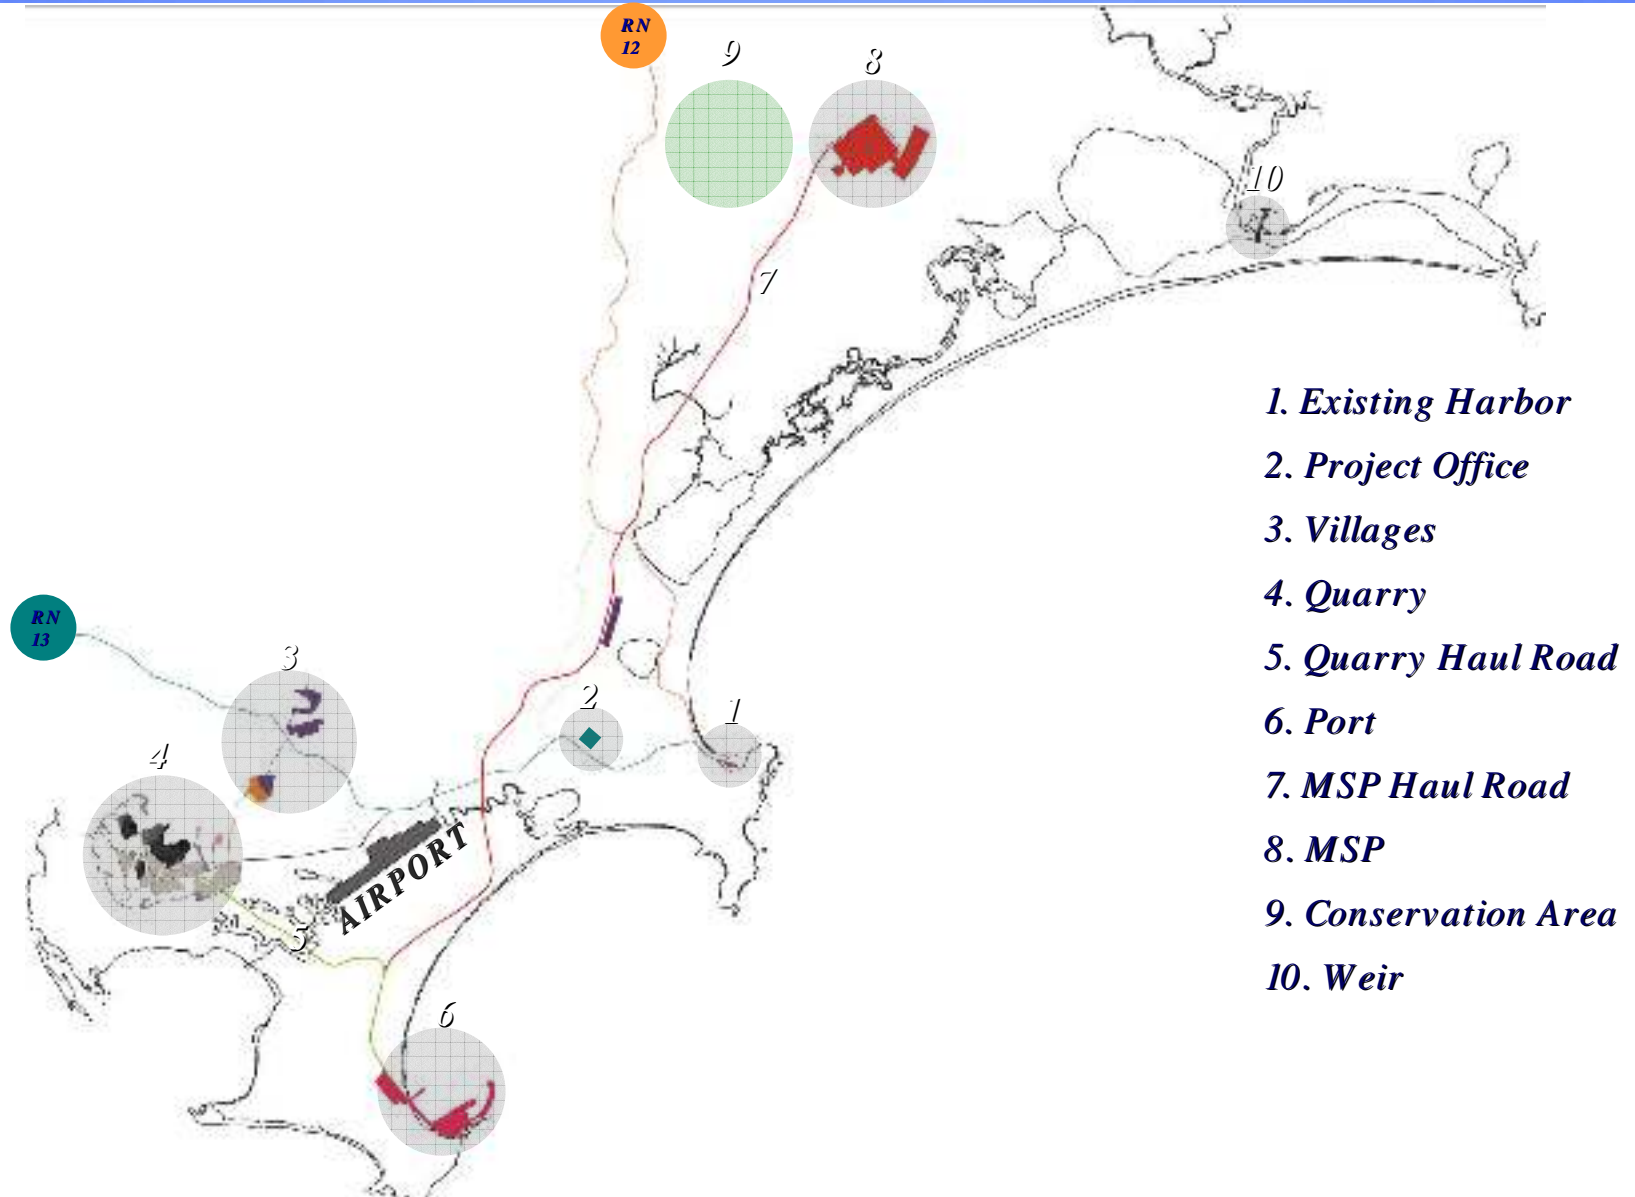 RN
12
9
8
10
7
RN
13
3
2
1
4
AIRPORT
5
6
1. Existing Harbor
2. Project Office
3. Villages
4. Quarry
5. Quarry Haul Road
6. Port
7. MSP Haul Road
8. MSP
9. Conservation Area
10. Weir